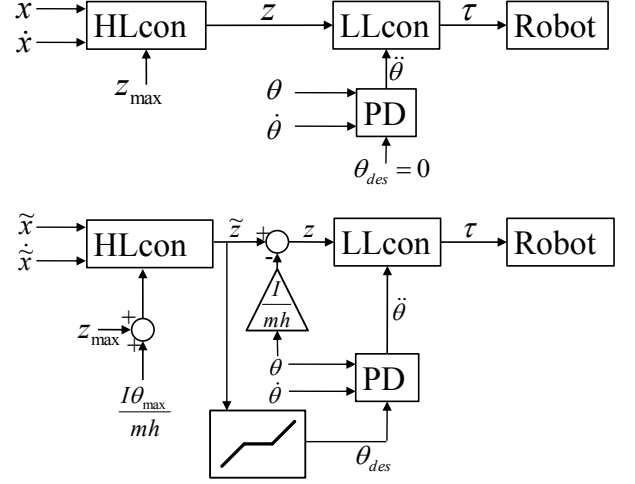 x
ẋ
HLcon
z
LLcon
τ
Robot
z_max
θ̈
θ
θ̇
PD
θ_des = 0
x̃
x̃̇
HLcon
z̃
+
-
z
LLcon
τ
Robot
I/mh
θ̈
z_max
+
+
Iθ_max/mh
θ
θ̇
PD
θ_des